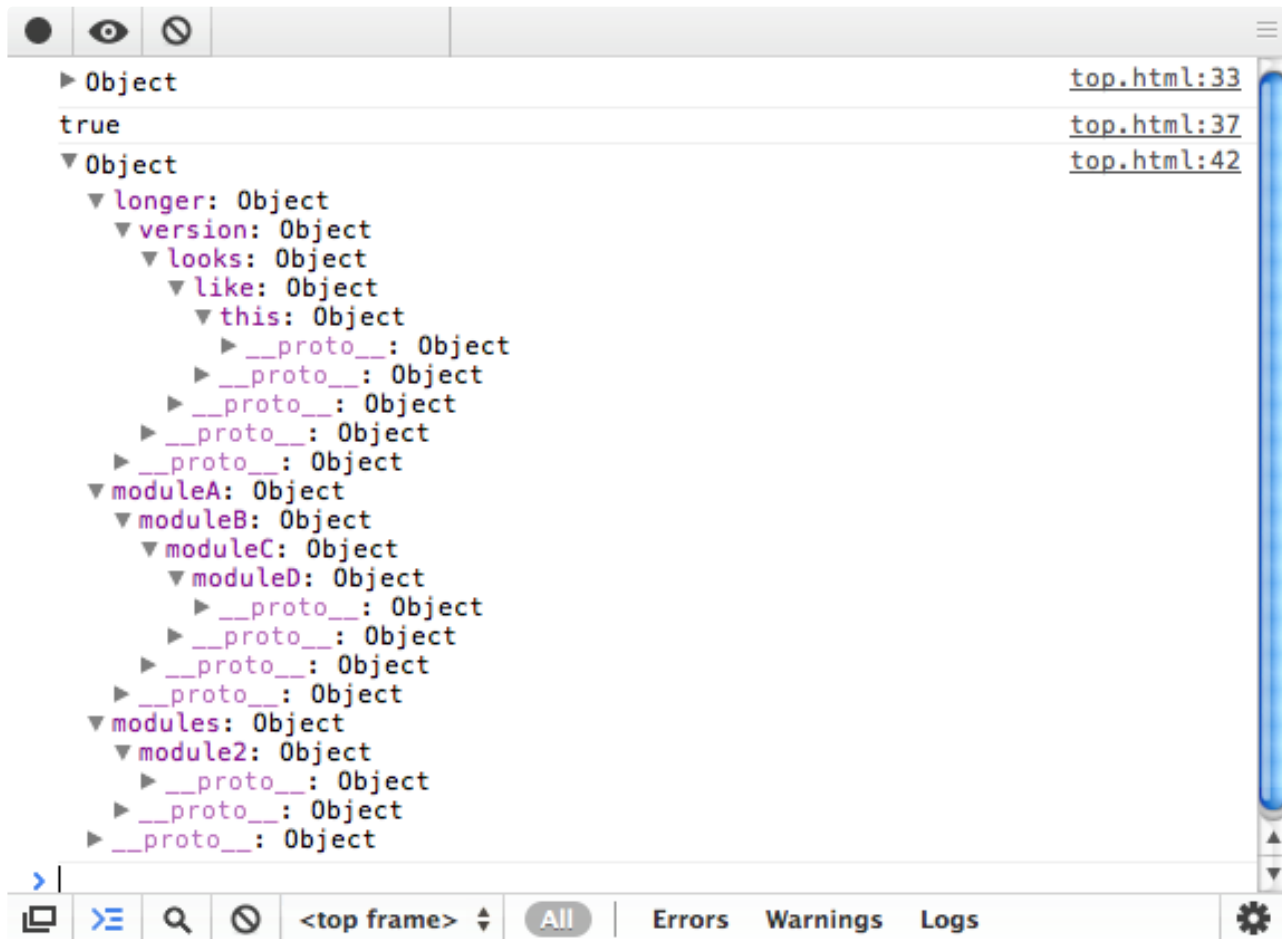 ▶ Object top.html:33
true top.html:37
▼ Object top.html:42
▼ longer: Object
▼ version: Object
▼ looks: Object
▼ like: Object
▼ this: Object
▶ __proto__: Object
▶ __proto__: Object
▶ __proto__: Object
▶ __proto__: Object
▶ __proto__: Object
▼ moduleA: Object
▼ moduleB: Object
▼ moduleC: Object
▼ moduleD: Object
▶ __proto__: Object
▶ __proto__: Object
▶ __proto__: Object
▶ __proto__: Object
▼ modules: Object
▼ module2: Object
▶ __proto__: Object
▶ __proto__: Object
▶ __proto__: Object
>
<top frame> All Errors Warnings Logs